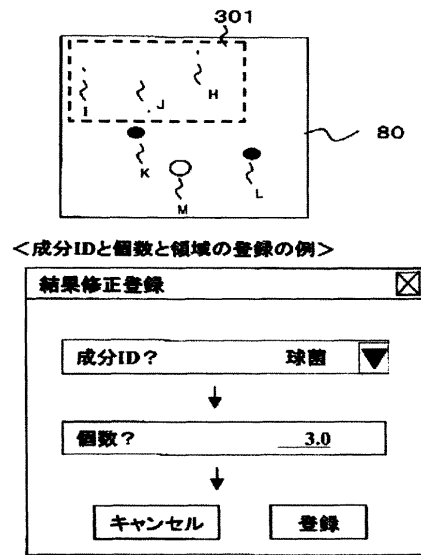 301
I
J
H
80
K
M
L
<成分IDと個数と領域の登録の例>
結果修正登録
成分ID? 球菌
個数? 3.0
キャンセル 登録